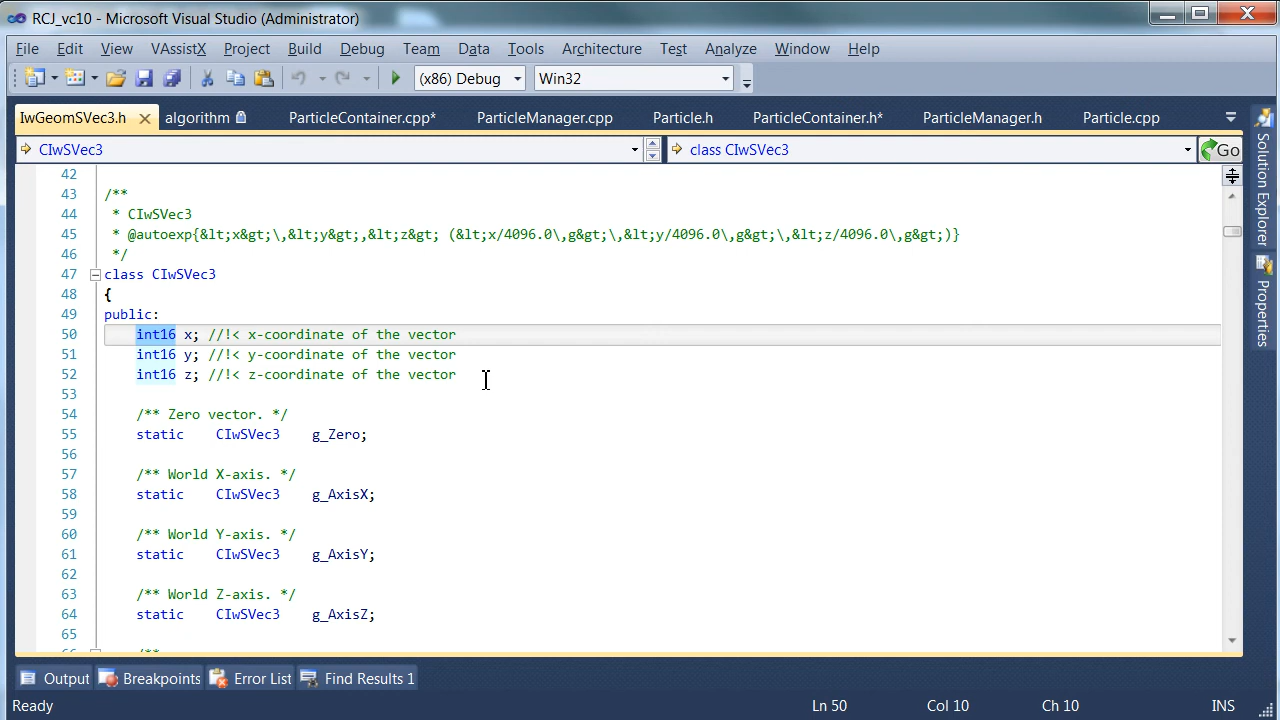 RCJ_vc10 - Microsoft Visual Studio (Administrator)
File Edit View VAssistX Project Build Debug Team Data Tools Architecture Test Analyze Window Help
(x86) Debug Win32
IwGeomSVec3.h algorithm ParticleContainer.cpp* ParticleManager.cpp Particle.h ParticleContainer.h* ParticleManager.h Particle.cpp
CIwSVec3 class CIwSVec3 Go
42
43 /**
44 * CIwSVec3
45 * @autoexp{&lt;x&gt;\,&lt;y&gt;,&lt;z&gt; (&lt;x/4096.0\,g&gt;\,&lt;y/4096.0\,g&gt;\,&lt;z/4096.0\,g&gt;)}
46 */
47 class CIwSVec3
48 {
49 public:
50 int16 x; //!< x-coordinate of the vector
51 int16 y; //!< y-coordinate of the vector
52 int16 z; //!< z-coordinate of the vector
53
54 /** Zero vector. */
55 static CIwSVec3 g_Zero;
56
57 /** World X-axis. */
58 static CIwSVec3 g_AxisX;
59
60 /** World Y-axis. */
61 static CIwSVec3 g_AxisY;
62
63 /** World Z-axis. */
64 static CIwSVec3 g_AxisZ;
65
66 /**
Solution Explorer
Properties
Output Breakpoints Error List Find Results 1
Ready Ln 50 Col 10 Ch 10 INS